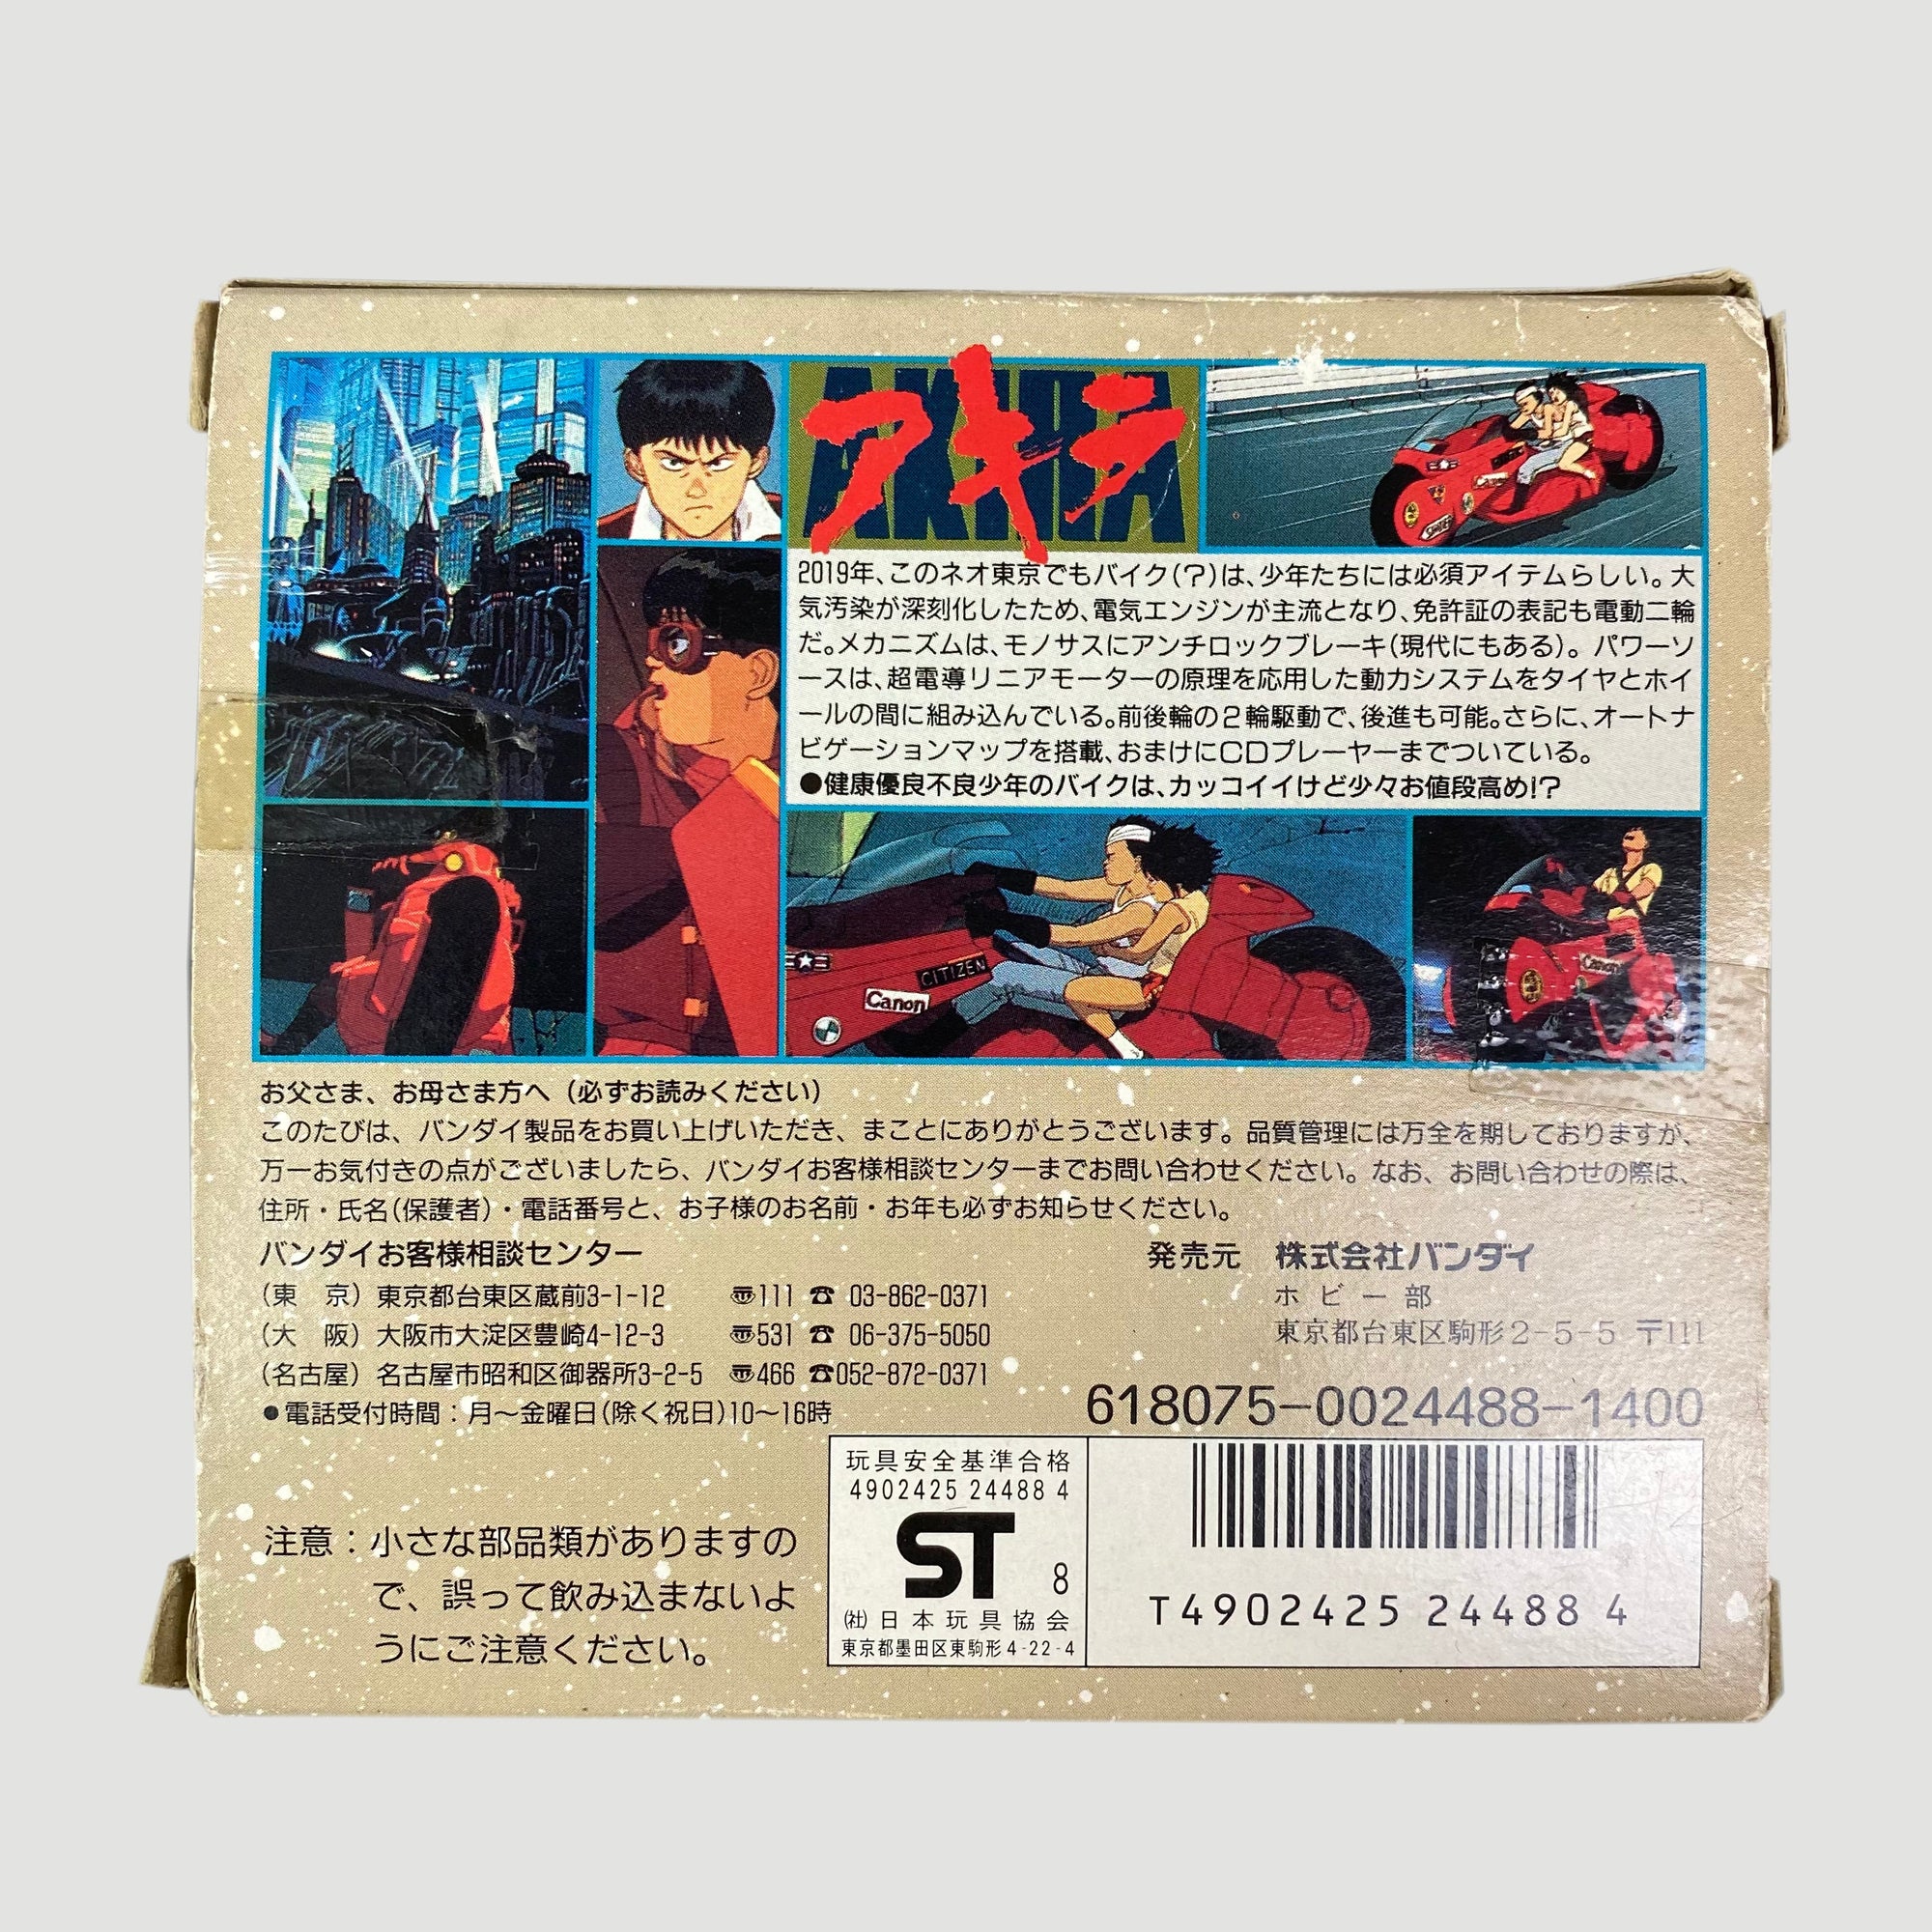 AKIRA
アキラ
2019年、このネオ東京でもバイク(?)は、少年たちには必須アイテムらしい。大
気汚染が深刻化したため、電気エンジンが主流となり、免許証の表記も電動二輪
だ。メカニズムは、モノサスにアンチロックブレーキ(現代にもある)。パワーソ
ースは、超電導リニアモーターの原理を応用した動力システムをタイヤとホイ
ールの間に組み込んでいる。前後輪の2輪駆動で、後進も可能。さらに、オートナ
ビゲーションマップを搭載、おまけにCDプレーヤーまでついている。
●健康優良不良少年のバイクは、カッコイイけど少々お値段高め!?
CITIZEN
Canon
Canon
お父さま、お母さま方へ(必ずお読みください)
このたびは、バンダイ製品をお買い上げいただき、まことにありがとうございます。品質管理には万全を期しておりますが、
万一お気付きの点がございましたら、バンダイお客様相談センターまでお問い合わせください。なお、お問い合わせの際は、
住所・氏名(保護者)・電話番号と、お子様のお名前・お年も必ずお知らせください。
バンダイお客様相談センター
(東 京) 東京都台東区蔵前3-1-12 〠111 ☎ 03-862-0371
(大 阪) 大阪市大淀区豊崎4-12-3 〠531 ☎ 06-375-5050
(名古屋) 名古屋市昭和区御器所3-2-5 〠466 ☎052-872-0371
●電話受付時間:月〜金曜日(除く祝日)10〜16時
発売元 株式会社バンダイ
ホビー部
東京都台東区駒形2-5-5 〒111
618075-0024488-1400
注意:小さな部品類がありますの
で、誤って飲み込まないよ
うにご注意ください。
玩具安全基準合格
4902425 24488 4
ST 8
(社)日本玩具協会
東京都墨田区東駒形4-22-4
T4902425 24488 4